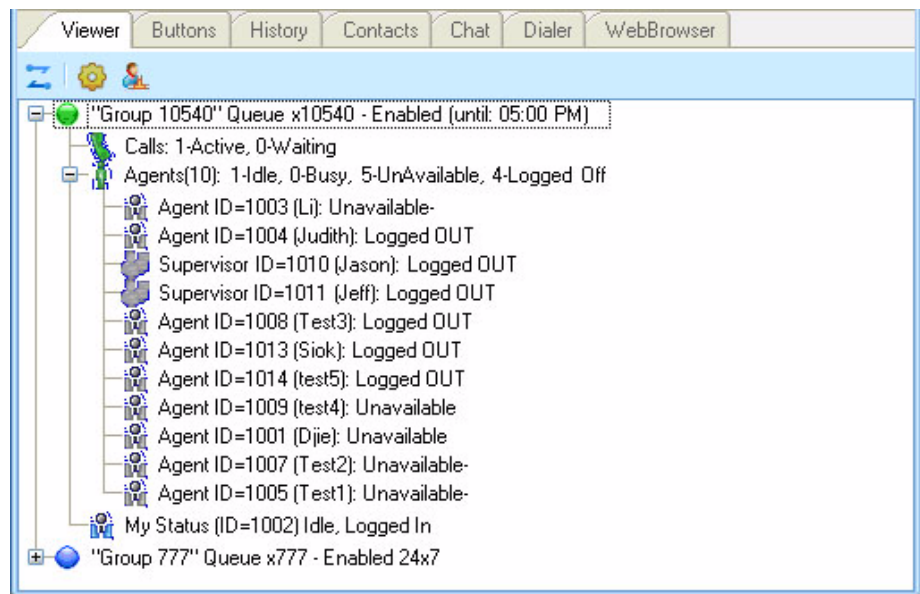 Viewer Buttons History Contacts Chat Dialer WebBrowser
"Group 10540" Queue x10540 - Enabled (until: 05:00 PM)
Calls: 1-Active, 0-Waiting
Agents(10): 1-Idle, 0-Busy, 5-UnAvailable, 4-Logged Off
Agent ID=1003 (Li): Unavailable-
Agent ID=1004 (Judith): Logged OUT
Supervisor ID=1010 (Jason): Logged OUT
Supervisor ID=1011 (Jeff): Logged OUT
Agent ID=1008 (Test3): Logged OUT
Agent ID=1013 (Siok): Logged OUT
Agent ID=1014 (test5): Logged OUT
Agent ID=1009 (test4): Unavailable
Agent ID=1001 (Djie): Unavailable
Agent ID=1007 (Test2): Unavailable-
Agent ID=1005 (Test1): Unavailable-
My Status (ID=1002) Idle, Logged In
"Group 777" Queue x777 - Enabled 24x7